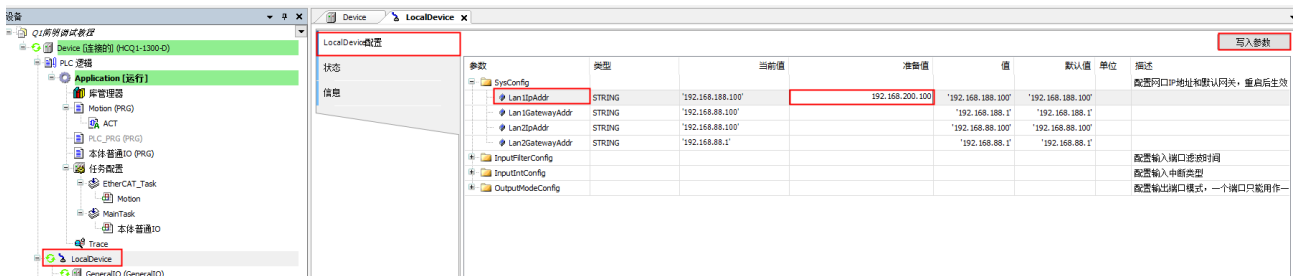 设备
Q1简明调试教程
Device [连接的] (HCQ1-1300-D)
PLC 逻辑
Application [运行]
库管理器
Motion (PRG)
ACT
PLC_PRG (PRG)
本体普通IO (PRG)
任务配置
EtherCAT_Task
Motion
MainTask
本体普通IO
Trace
LocalDevice
GeneralIO (GeneralIO)
Device LocalDevice
LocalDevice配置
状态
信息
写入参数
参数 类型 当前值 准备值 值 默认值 单位 描述
SysConfig 配置网口IP地址和默认网关，重启后生效
Lan1IpAddr STRING '192.168.188.100' 192.168.200.100 '192.168.188.100' '192.168.188.100'
Lan1GatewayAddr STRING '192.168.188.1' '192.168.188.1' '192.168.188.1'
Lan2IpAddr STRING '192.168.88.100' '192.168.88.100' '192.168.88.100'
Lan2GatewayAddr STRING '192.168.88.1' '192.168.88.1' '192.168.88.1'
InputFilterConfig 配置输入端口滤波时间
InputIntConfig 配置输入中断类型
OutputModeConfig 配置输出端口模式，一个端口只能用作一